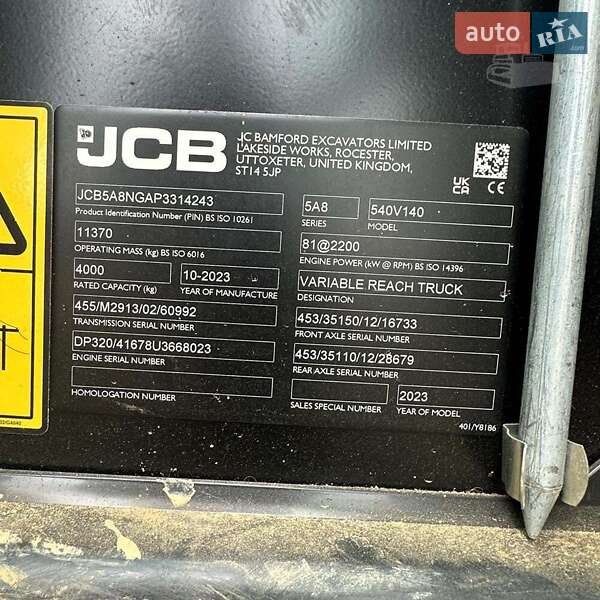 auto RIA .com
JCB
JC BAMFORD EXCAVATORS LIMITED
LAKESIDE WORKS, ROCESTER,
UTTOXETER, UNITED KINGDOM,
ST14 5JP
UK
CA
CE
JCB5A8NGAP3314243
Product Identification Number (PIN) BS ISO 10261
5A8
SERIES
540V140
MODEL
11370
OPERATING MASS (kg) BS ISO 6016
81@2200
ENGINE POWER (kW @ RPM) BS ISO 14396
4000
RATED CAPACITY (kg)
10-2023
YEAR OF MANUFACTURE
VARIABLE REACH TRUCK
DESIGNATION
455/M2913/02/60992
TRANSMISSION SERIAL NUMBER
453/35150/12/16733
FRONT AXLE SERIAL NUMBER
DP320/41678U3668023
ENGINE SERIAL NUMBER
453/35110/12/28679
REAR AXLE SERIAL NUMBER
HOMOLOGATION NUMBER
SALES SPECIAL NUMBER
2023
YEAR OF MODEL
401/Y8186